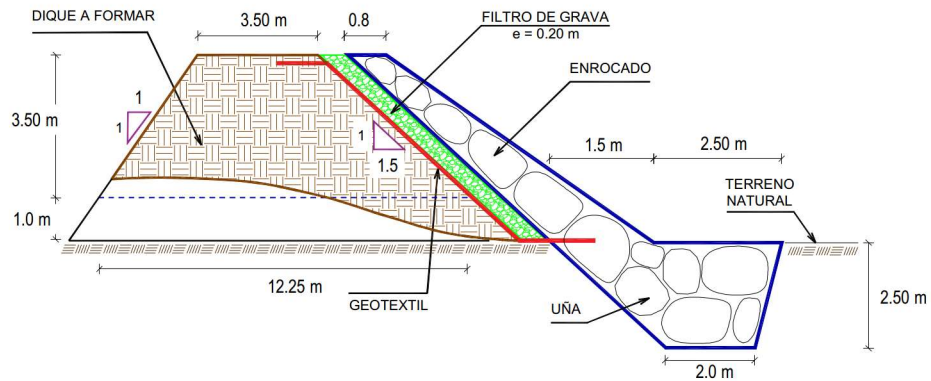 DIQUE A FORMAR
3.50 m
0.8
FILTRO DE GRAVA
e = 0.20 m
ENROCADO
1
1
3.50 m
1
1.5
1.5 m
2.50 m
TERRENO
NATURAL
1.0 m
12.25 m
GEOTEXTIL
UÑA
2.50 m
2.0 m